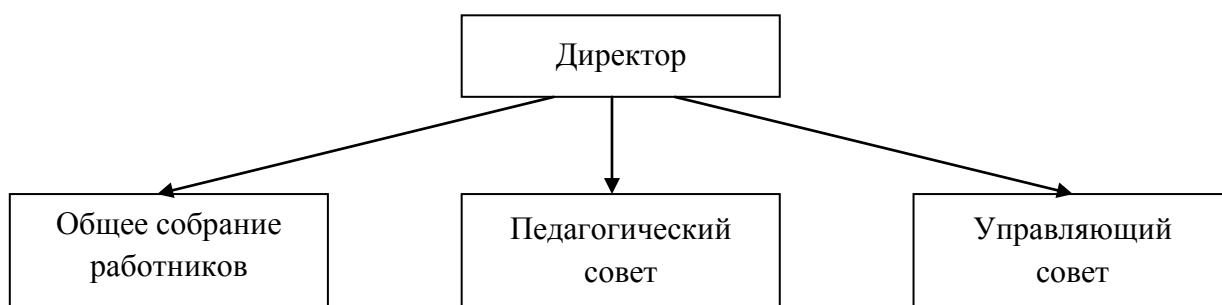 Директор
Общее собрание
работников
Педагогический
совет
Управляющий
совет